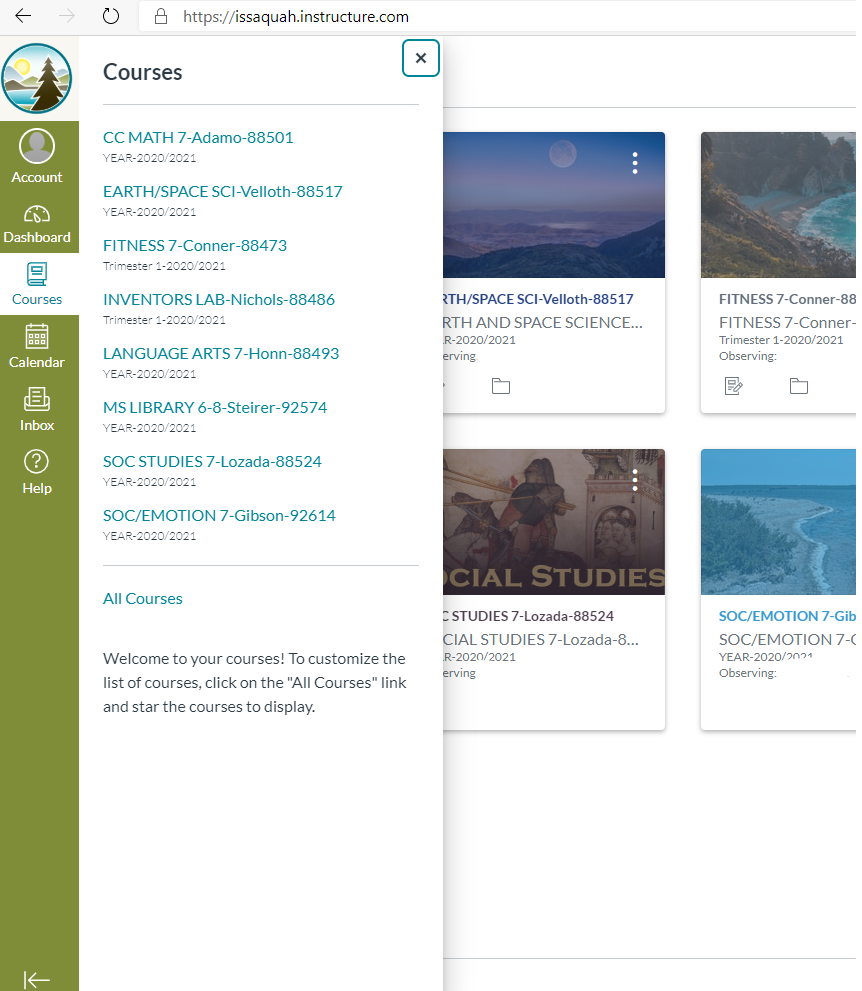 https://issaquah.instructure.com
Courses
CC MATH 7-Adamo-88501
YEAR-2020/2021
EARTH/SPACE SCI-Velloth-88517
YEAR-2020/2021
FITNESS 7-Conner-88473
Trimester 1-2020/2021
INVENTORS LAB-Nichols-88486
Trimester 1-2020/2021
LANGUAGE ARTS 7-Honn-88493
YEAR-2020/2021
MS LIBRARY 6-8-Steirer-92574
YEAR-2020/2021
SOC STUDIES 7-Lozada-88524
YEAR-2020/2021
SOC/EMOTION 7-Gibson-92614
YEAR-2020/2021
All Courses
Welcome to your courses! To customize the
list of courses, click on the "All Courses" link
and star the courses to display.
Account
Dashboard
Courses
Calendar
Inbox
Help
RTH/SPACE SCI-Velloth-88517
RTH AND SPACE SCIENCE...
R-2020/2021
erving
FITNESS 7-Conner-88
FITNESS 7-Conner-
Trimester 1-2020/2021
Observing:
OCIAL STUDIES
C STUDIES 7-Lozada-88524
CIAL STUDIES 7-Lozada-8...
R-2020/2021
erving
SOC/EMOTION 7-Gib
SOC/EMOTION 7-G
YEAR-2020/2021
Observing: